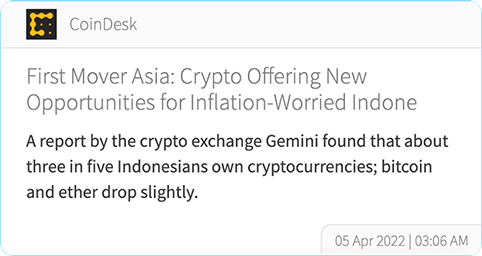 CoinDesk
First Mover Asia: Crypto Offering New
Opportunities for Inflation-Worried Indone
A report by the crypto exchange Gemini found that about
three in five Indonesians own cryptocurrencies; bitcoin
and ether drop slightly.
05 Apr 2022 | 03:06 AM